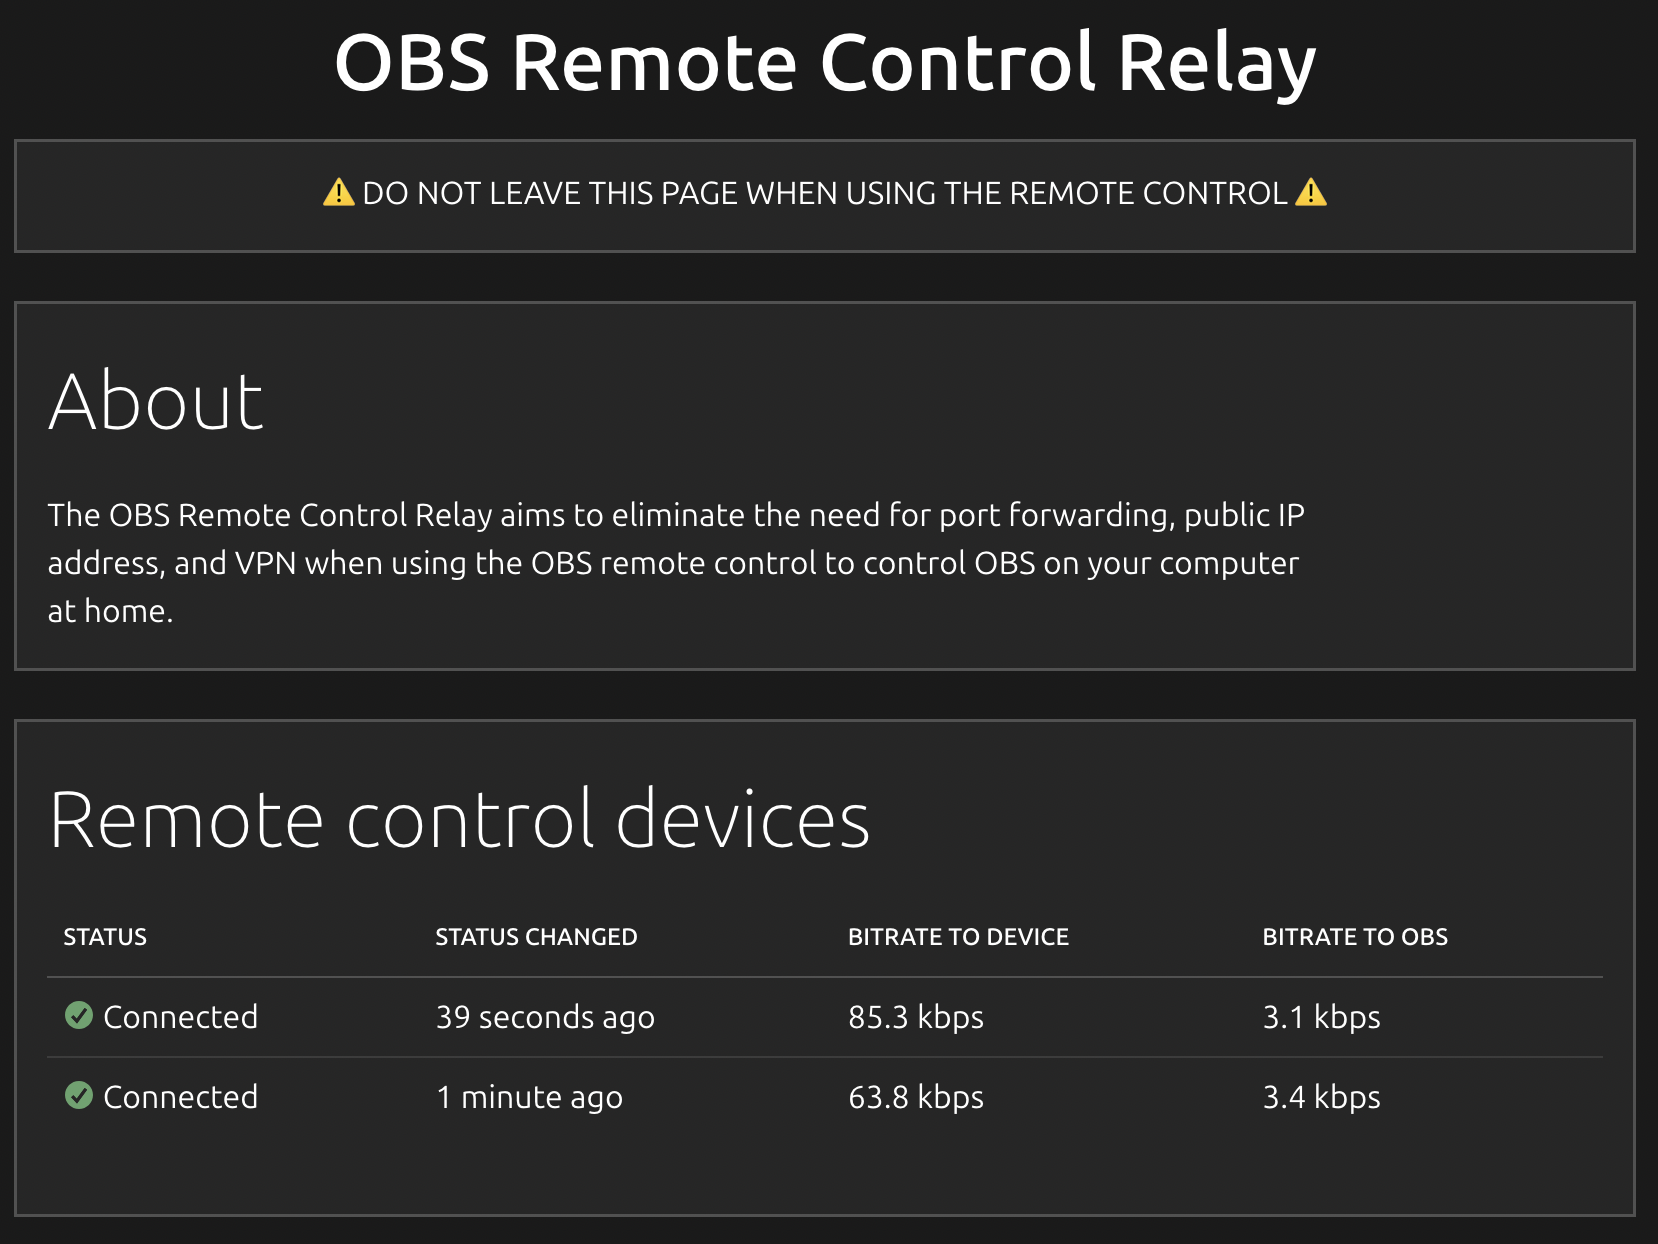 OBS Remote Control Relay
⚠️ DO NOT LEAVE THIS PAGE WHEN USING THE REMOTE CONTROL ⚠️
About
The OBS Remote Control Relay aims to eliminate the need for port forwarding, public IP
address, and VPN when using the OBS remote control to control OBS on your computer
at home.
Remote control devices
STATUS STATUS CHANGED BITRATE TO DEVICE BITRATE TO OBS
Connected 39 seconds ago 85.3 kbps 3.1 kbps
Connected 1 minute ago 63.8 kbps 3.4 kbps